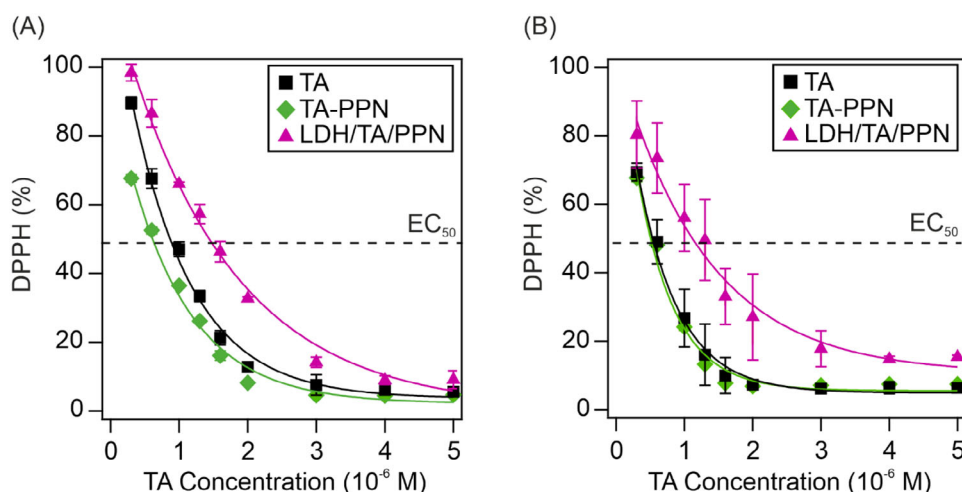 (A)
(B)
100
80
60
40
20
0
DPPH (%)
TA
TA-PPN
LDH/TA/PPN
EC50
0 1 2 3 4 5
TA Concentration (10-6 M)
100
80
60
40
20
0
DPPH (%)
TA
TA-PPN
LDH/TA/PPN
EC50
0 1 2 3 4 5
TA Concentration (10-6 M)